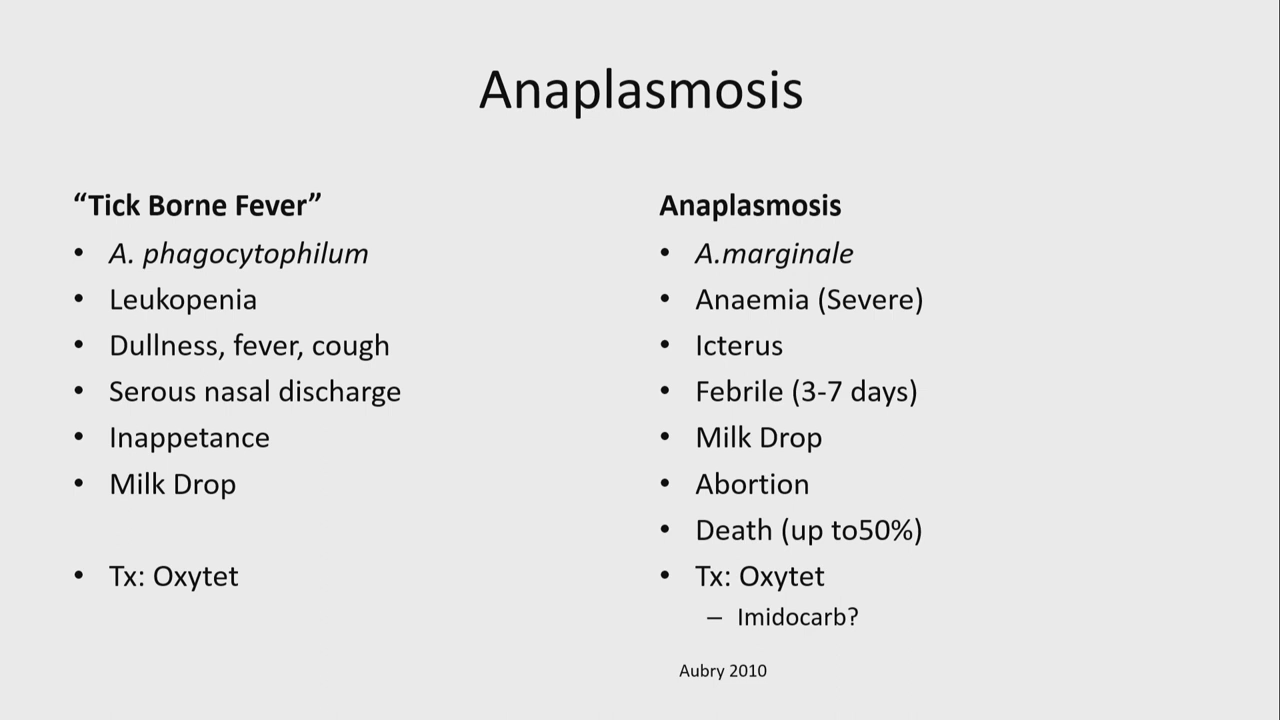 Anaplasmosis
“Tick Borne Fever”
• A. phagocytophilum
• Leukopenia
• Dullness, fever, cough
• Serous nasal discharge
• Inappetance
• Milk Drop
• Tx: Oxytet
Anaplasmosis
• A.marginale
• Anaemia (Severe)
• Icterus
• Febrile (3-7 days)
• Milk Drop
• Abortion
• Death (up to50%)
• Tx: Oxytet
– Imidocarb?
Aubry 2010